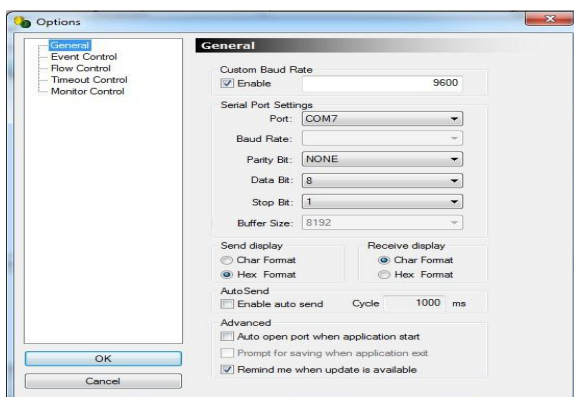 Options
General
Event Control
Flow Control
Timeout Control
Monitor Control
OK
Cancel
General
Custom Baud Rate
Enable 9600
Serial Port Settings
Port: COM7
Baud Rate:
Parity Bit: NONE
Data Bit: 8
Stop Bit: 1
Buffer Size: 8192
Send display
Char Format
Hex Format
Receive display
Char Format
Hex Format
AutoSend
Enable auto send Cycle 1000 ms
Advanced
Auto open port when application start
Prompt for saving when application exit
Remind me when update is available